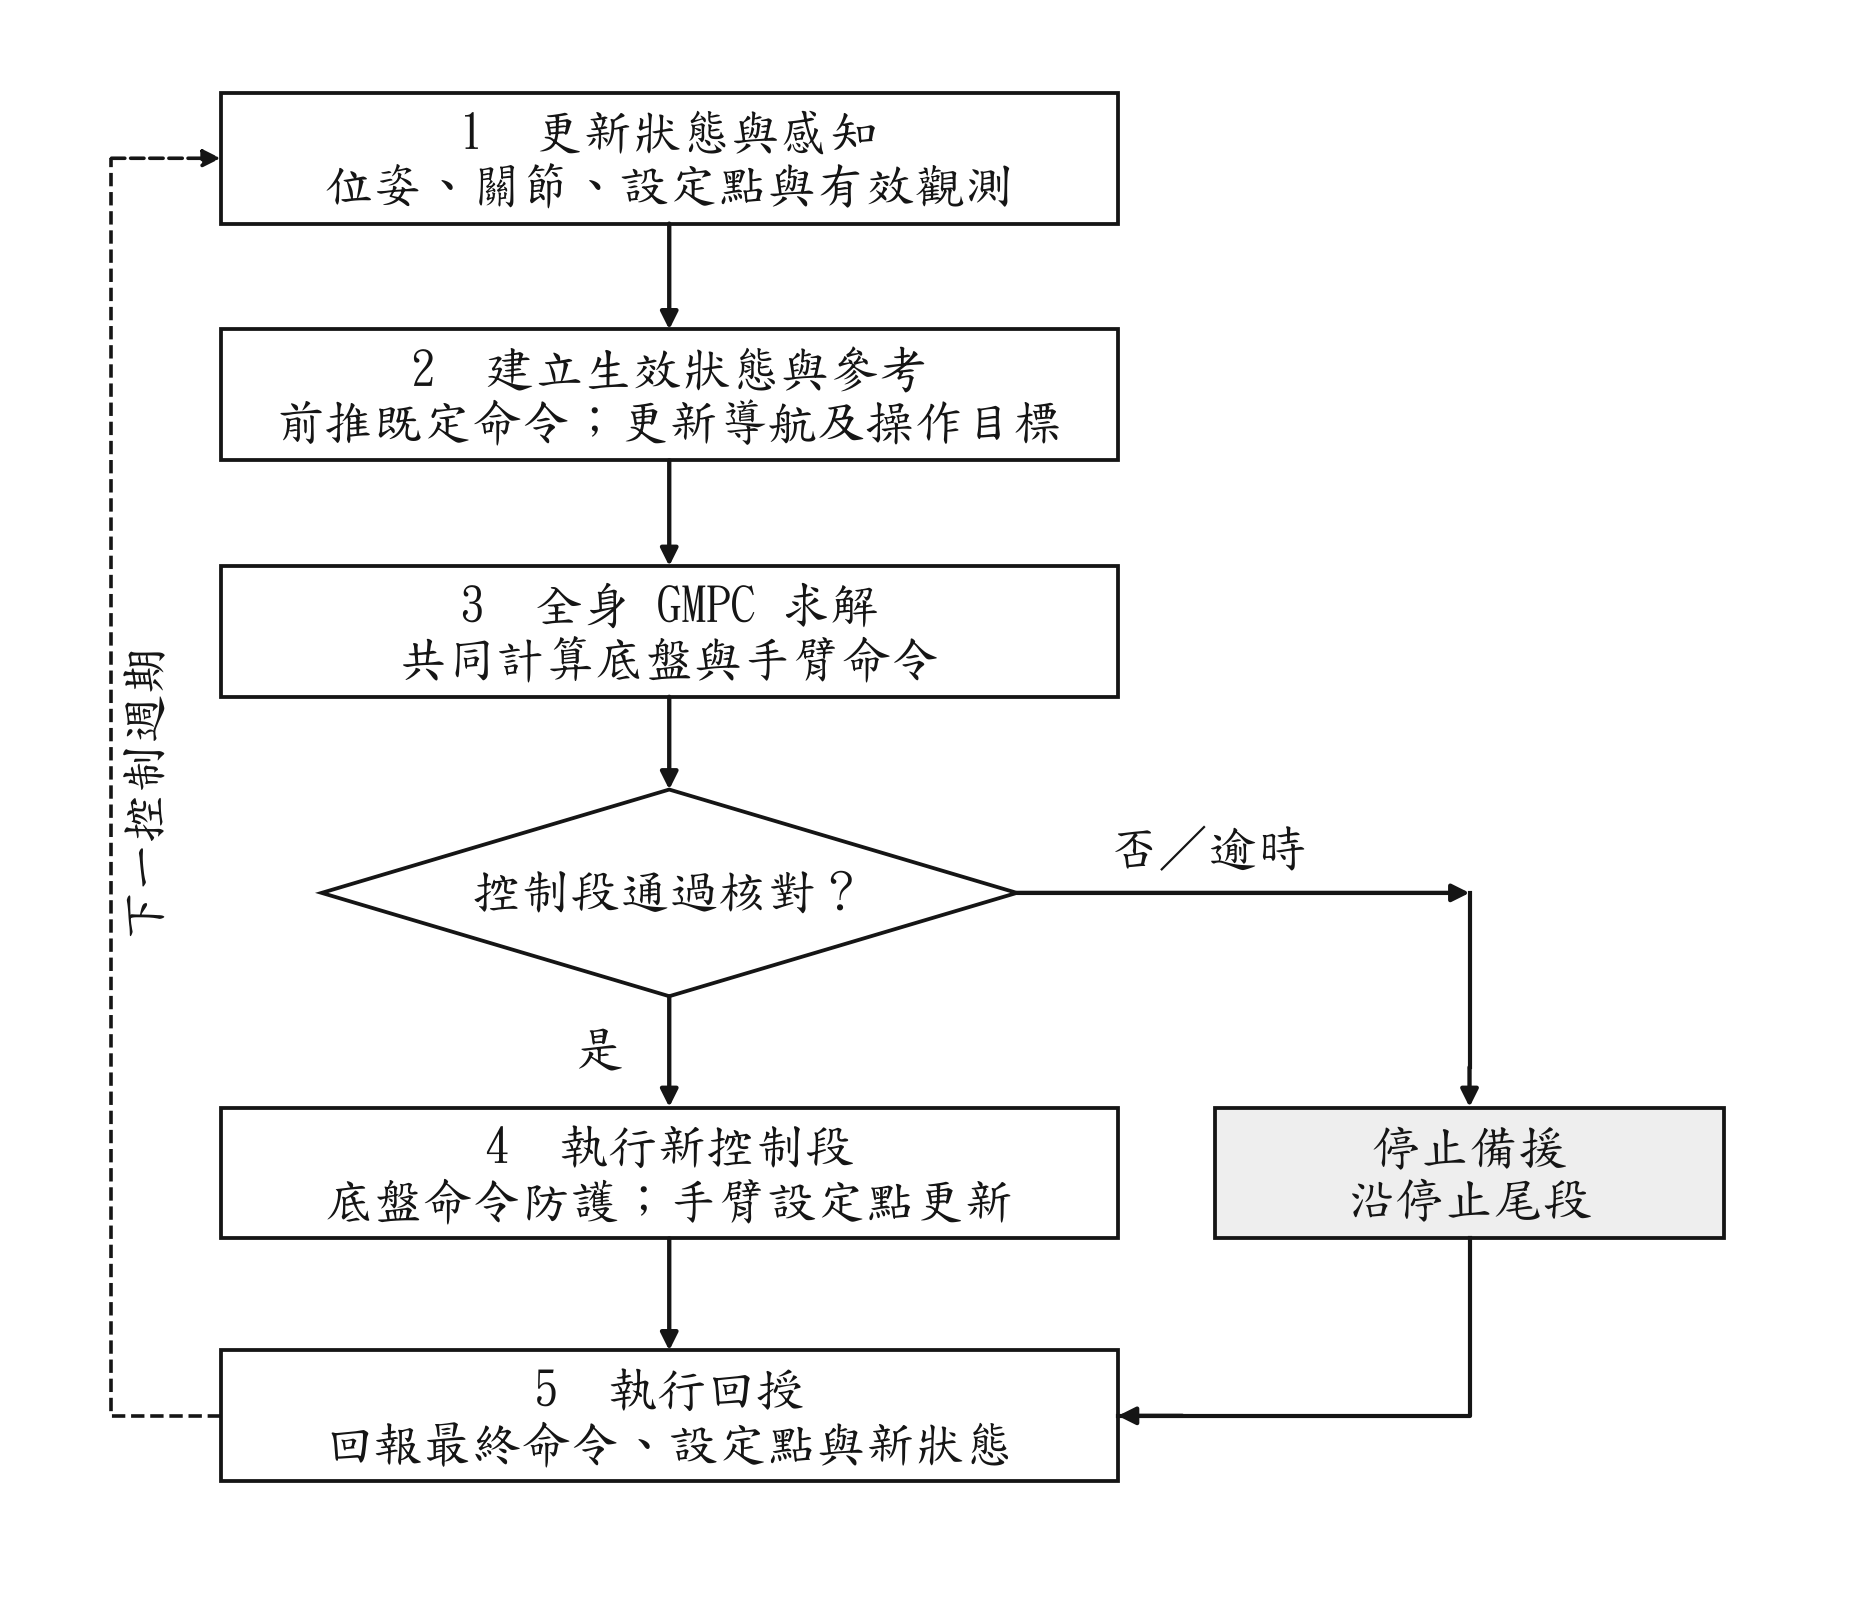 1 更新狀態與感知
位姿、關節、設定點與有效觀測
2 建立生效狀態與參考
前推既定命令；更新導航及操作目標
3 全身 GMPC 求解
共同計算底盤與手臂命令
下一控制週期
控制段通過核對？
否／逾時
是
4 執行新控制段
底盤命令防護；手臂設定點更新
停止備援
沿停止尾段
5 執行回授
回報最終命令、設定點與新狀態